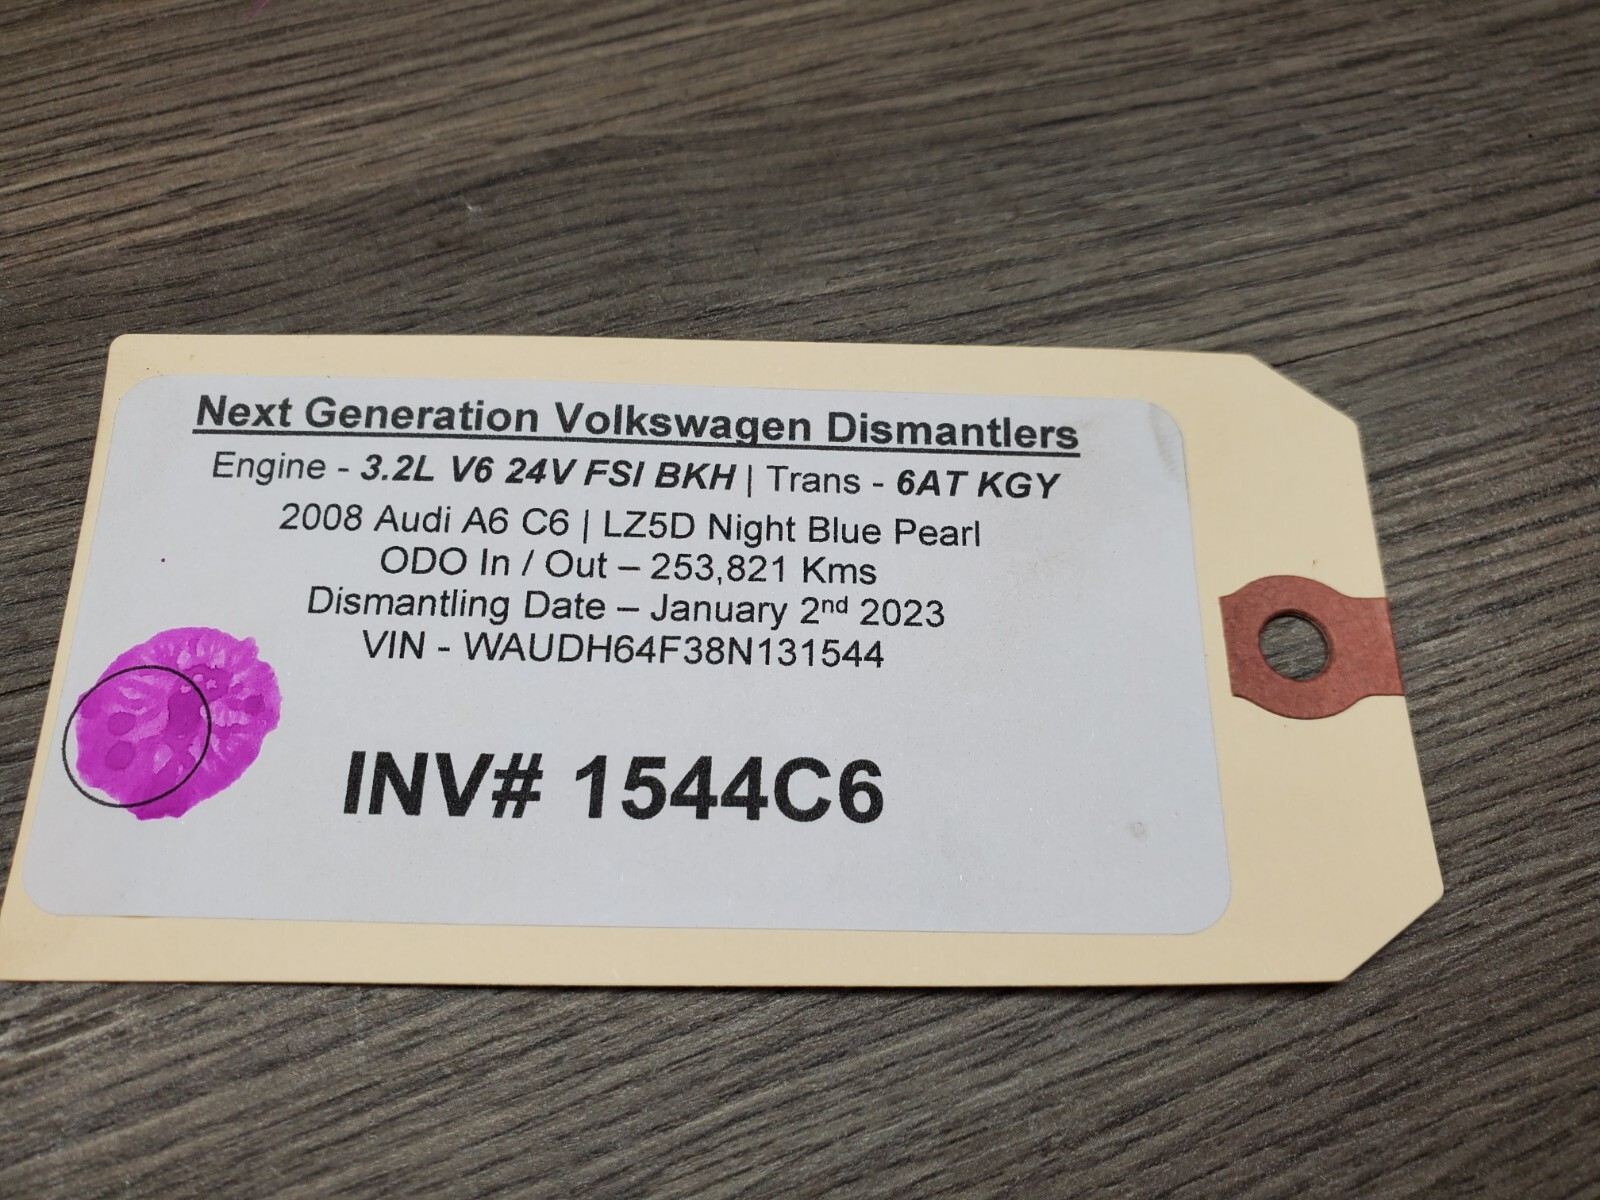 Next Generation Volkswagen Dismantlers
Engine - 3.2L V6 24V FSI BKH | Trans - 6AT KGY
2008 Audi A6 C6 | LZ5D Night Blue Pearl
ODO In / Out – 253,821 Kms
Dismantling Date – January 2nd 2023
VIN - WAUDH64F38N131544
INV# 1544C6